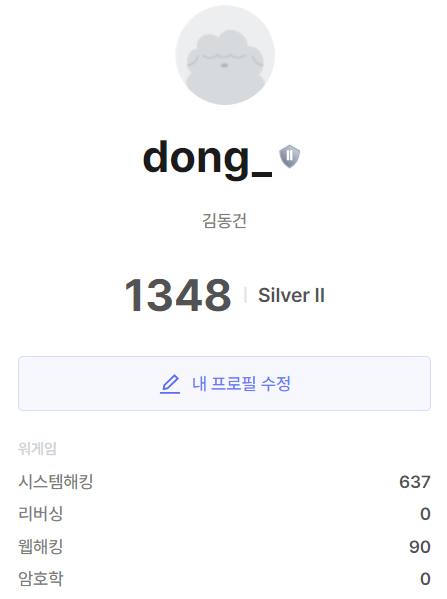 dong_
김동건
1348 Silver II
내 프로필 수정
워게임
시스템해킹 637
리버싱 0
웹해킹 90
암호학 0